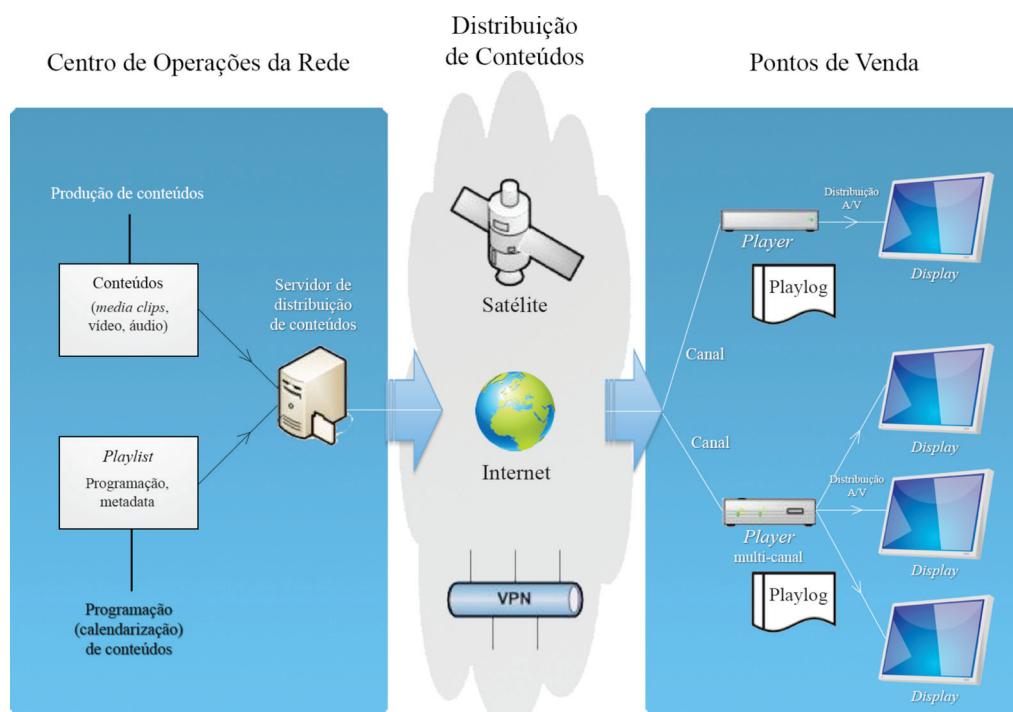 Centro de Operações da Rede
Produção de conteúdos
Conteúdos
(media clips,
vídeo, áudio)
Servidor de
distribuição
de conteúdos
Playlist
Programação,
metadata
Programação
(calendarização)
de conteúdos
Distribuição
de Conteúdos
Satélite
Internet
VPN
Pontos de Venda
Canal
Player
Playlog
Distribuição
A/V
Display
Canal
Player
multi-canal
Playlog
Distribuição
A/V
Display
Display
Display